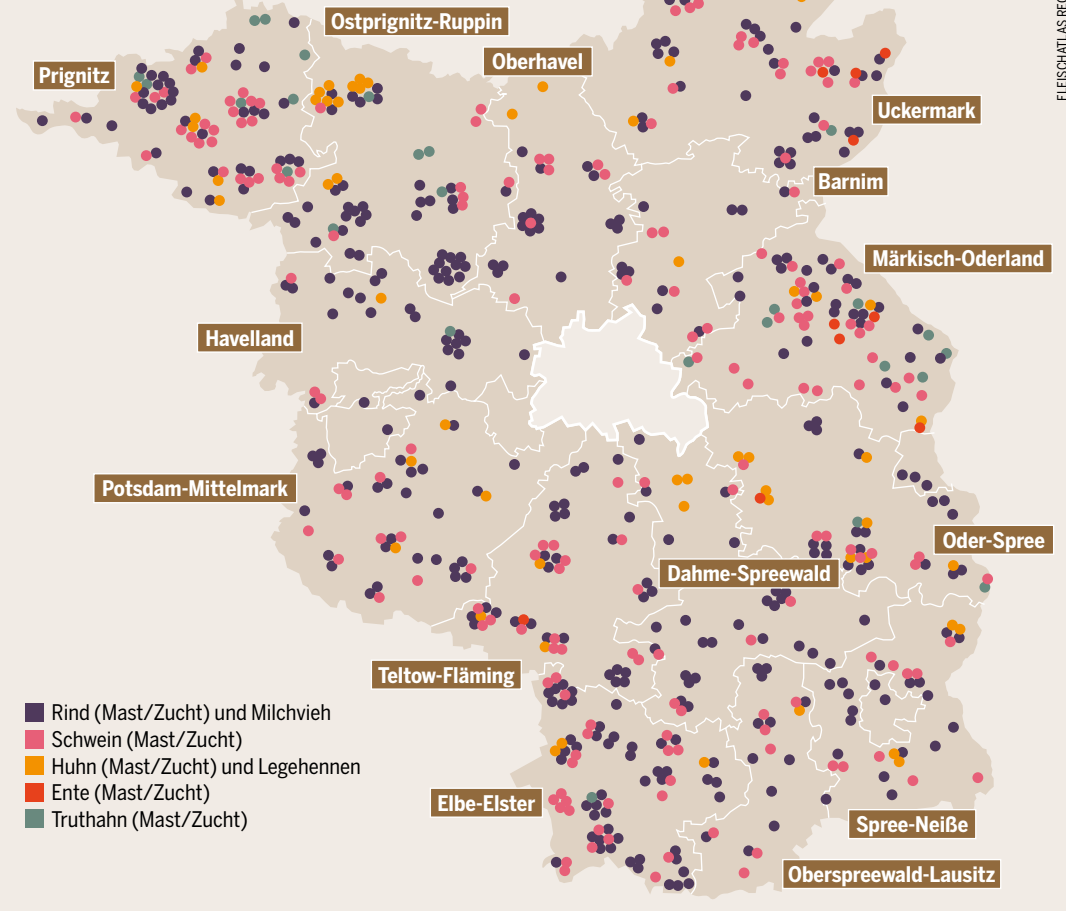 FLEISCHATLAS REG
Ostprignitz-Ruppin
Prignitz
Oberhavel
Uckermark
Barnim
Märkisch-Oderland
Havelland
Potsdam-Mittelmark
Oder-Spree
Dahme-Spreewald
Teltow-Fläming
Rind (Mast/Zucht) und Milchvieh
Schwein (Mast/Zucht)
Huhn (Mast/Zucht) und Legehennen
Ente (Mast/Zucht)
Truthahn (Mast/Zucht)
Elbe-Elster
Spree-Neiße
Oberspreewald-Lausitz